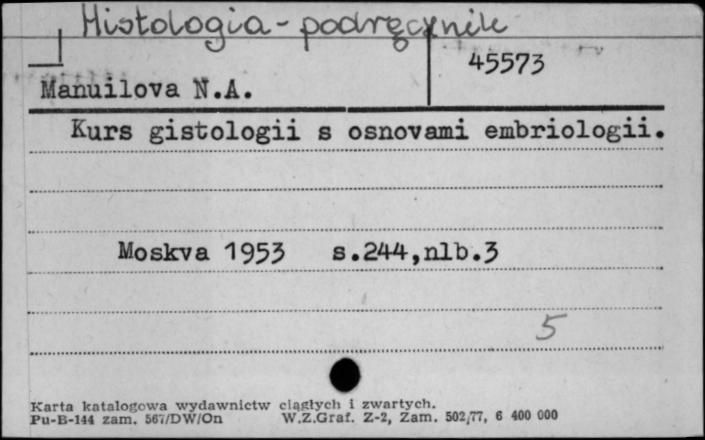 Histologia - podręcznik
45573
Manuilova N.A.
Kurs gistologii s osnovami embriologii.
Moskva 1953 s.244,nlb.3
5
Karta katalogowa wydawnictw ciągłych i zwartych.
Pu-B-144 zam. 567/DW/On W.Z.Graf. Z-2, Zam. 502/77, 6 400 000